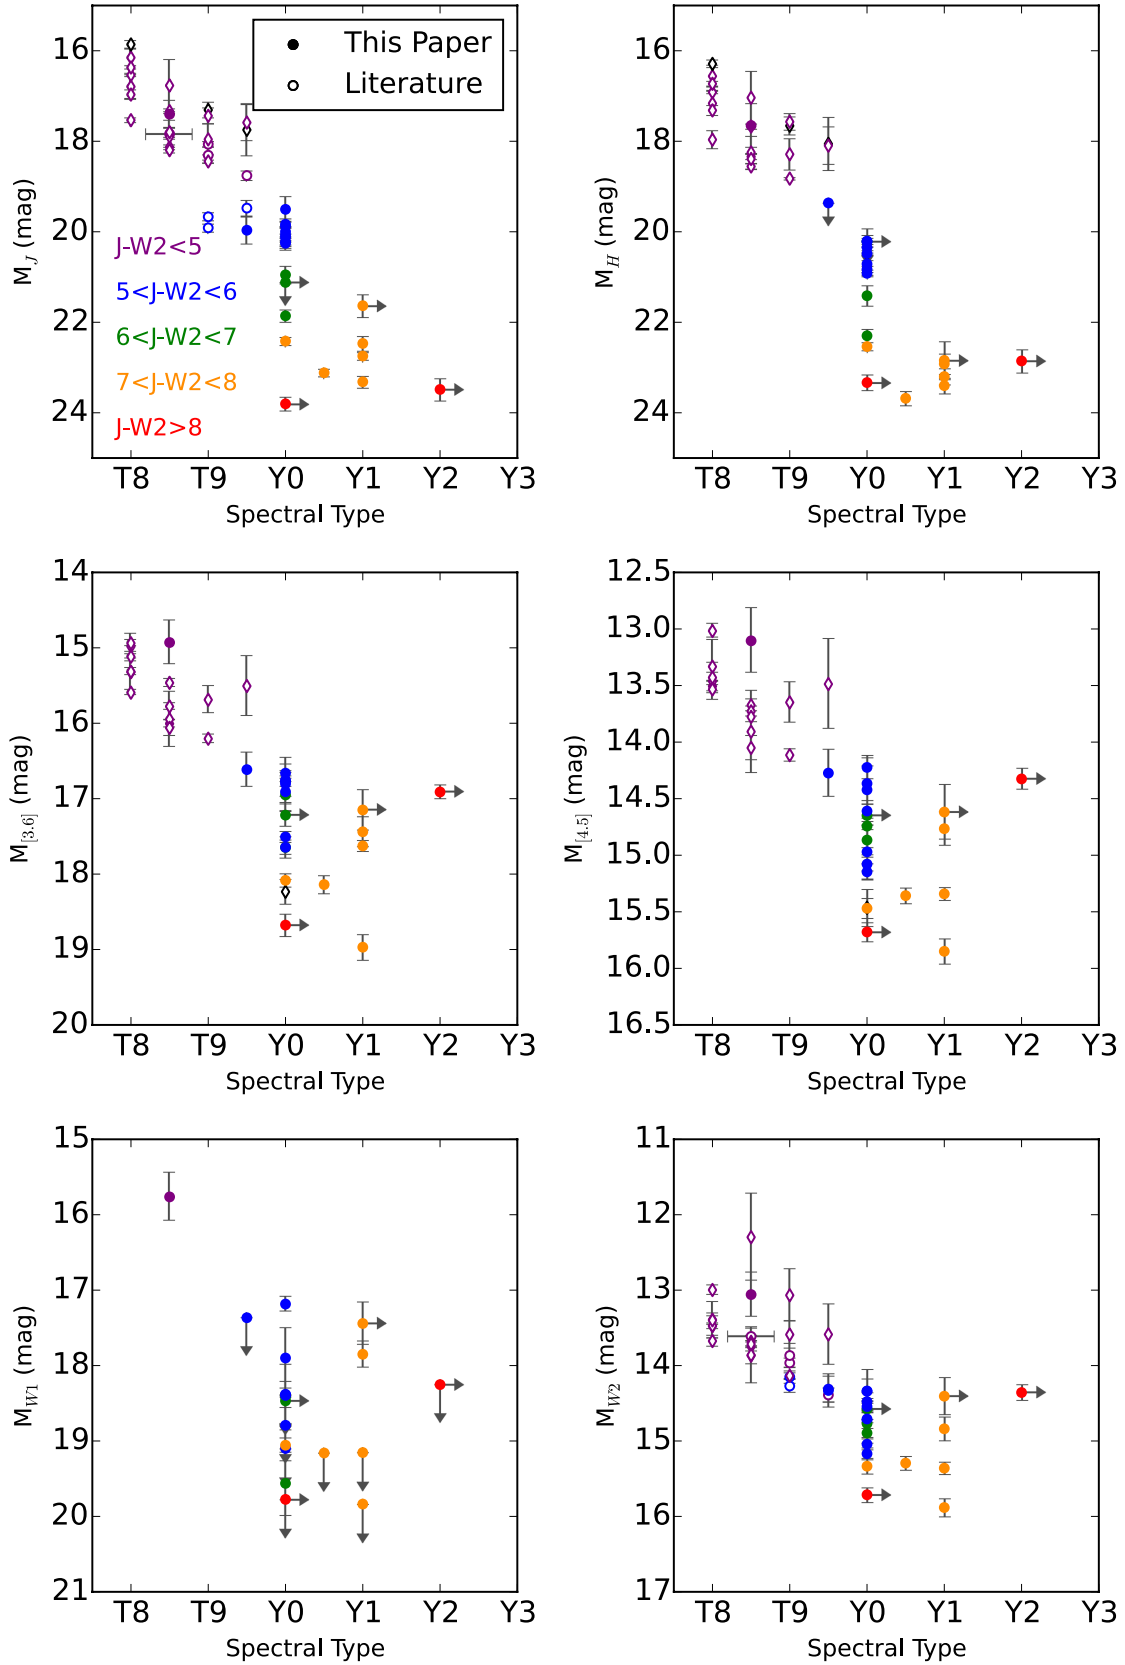 16
18
20
22
24
M_J (mag)
This Paper
Literature
J-W2<5
5<J-W2<6
6<J-W2<7
7<J-W2<8
J-W2>8
T8 T9 Y0 Y1 Y2 Y3
Spectral Type
16
18
20
22
24
M_H (mag)
T8 T9 Y0 Y1 Y2 Y3
Spectral Type
14
15
16
17
18
19
20
M_[3.6] (mag)
T8 T9 Y0 Y1 Y2 Y3
Spectral Type
12.5
13.0
13.5
14.0
14.5
15.0
15.5
16.0
16.5
M_[4.5] (mag)
T8 T9 Y0 Y1 Y2 Y3
Spectral Type
15
16
17
18
19
20
21
M_W1 (mag)
T8 T9 Y0 Y1 Y2 Y3
Spectral Type
11
12
13
14
15
16
17
M_W2 (mag)
T8 T9 Y0 Y1 Y2 Y3
Spectral Type